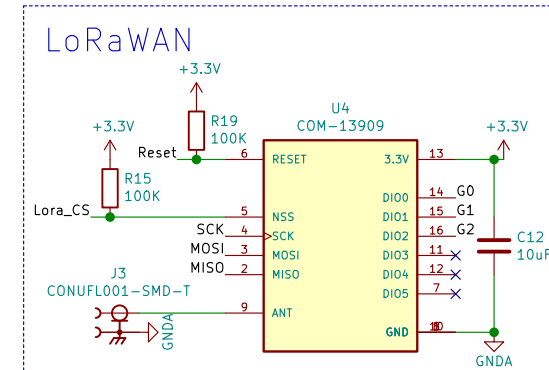 LoRaWAN
+3.3V
R19
100K
U4
COM-13909
+3.3V
+3.3V
Reset
6
RESET
3.3V
13
R15
100K
DIO0
14
G0
Lora_CS
5
NSS
DIO1
15
G1
SCK
4
SCK
DIO2
16
G2
MOSI
3
MOSI
DIO3
11
MISO
2
MISO
DIO4
12
C12
10uF
J3
CONUFL001-SMD-T
DIO5
7
9
ANT
GNDA
GND
GNDA